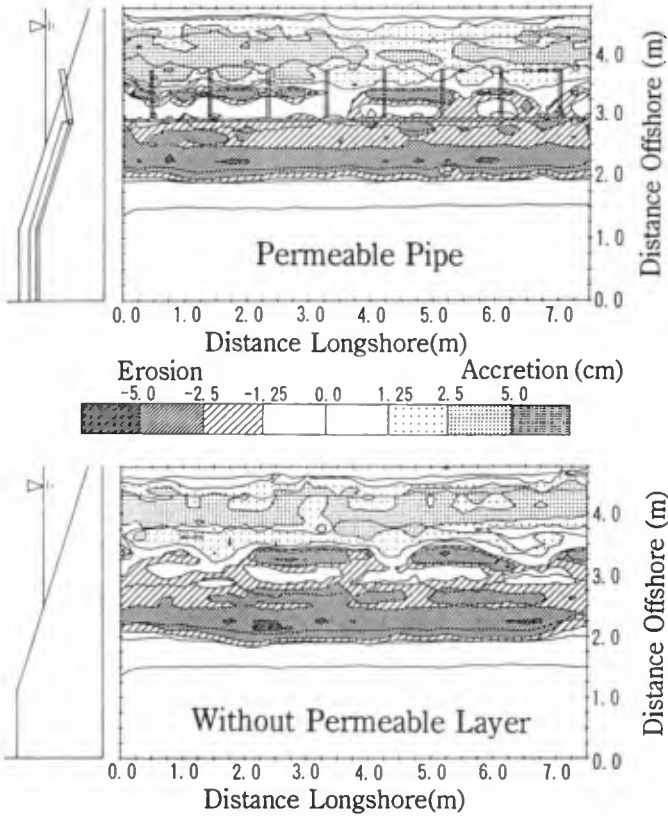 4.0
3.0
2.0
1.0
0.0
Distance Offshore (m)
Permeable Pipe
0.0 1.0 2.0 3.0 4.0 5.0 6.0 7.0
Distance Longshore(m)
Erosion Accretion (cm)
-5.0 -2.5 -1.25 0.0 1.25 2.5 5.0
4.0
3.0
2.0
1.0
0.0
Distance Offshore (m)
Without Permeable Layer
0.0 1.0 2.0 3.0 4.0 5.0 6.0 7.0
Distance Longshore(m)